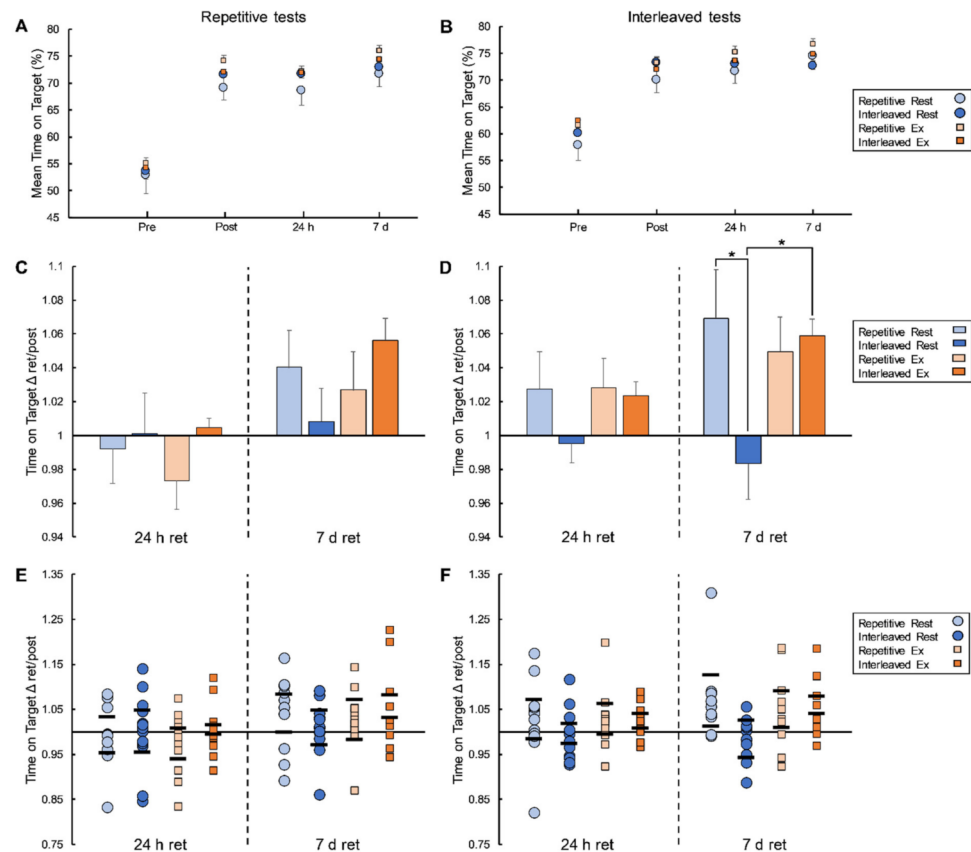 Repetitive tests
Interleaved tests
A
B
Mean Time on Target (%)
80
75
70
65
60
55
50
45
Pre
Post
24 h
7 d
Mean Time on Target (%)
80
75
70
65
60
55
50
45
Pre
Post
24 h
7 d
Repetitive Rest
Interleaved Rest
Repetitive Ex
Interleaved Ex
C
D
Time on Target Δ ret/post
1.1
1.08
1.06
1.04
1.02
1
0.98
0.96
0.94
24 h ret
7 d ret
Time on Target Δ ret/post
1.1
1.08
1.06
1.04
1.02
1
0.98
0.96
0.94
*
*
24 h ret
7 d ret
Repetitive Rest
Interleaved Rest
Repetitive Ex
Interleaved Ex
E
F
Time on Target Δ ret/post
1.35
1.25
1.15
1.05
0.95
0.85
0.75
24 h ret
7 d ret
Time on Target Δ ret/post
1.35
1.25
1.15
1.05
0.95
0.85
0.75
24 h ret
7 d ret
Repetitive Rest
Interleaved Rest
Repetitive Ex
Interleaved Ex